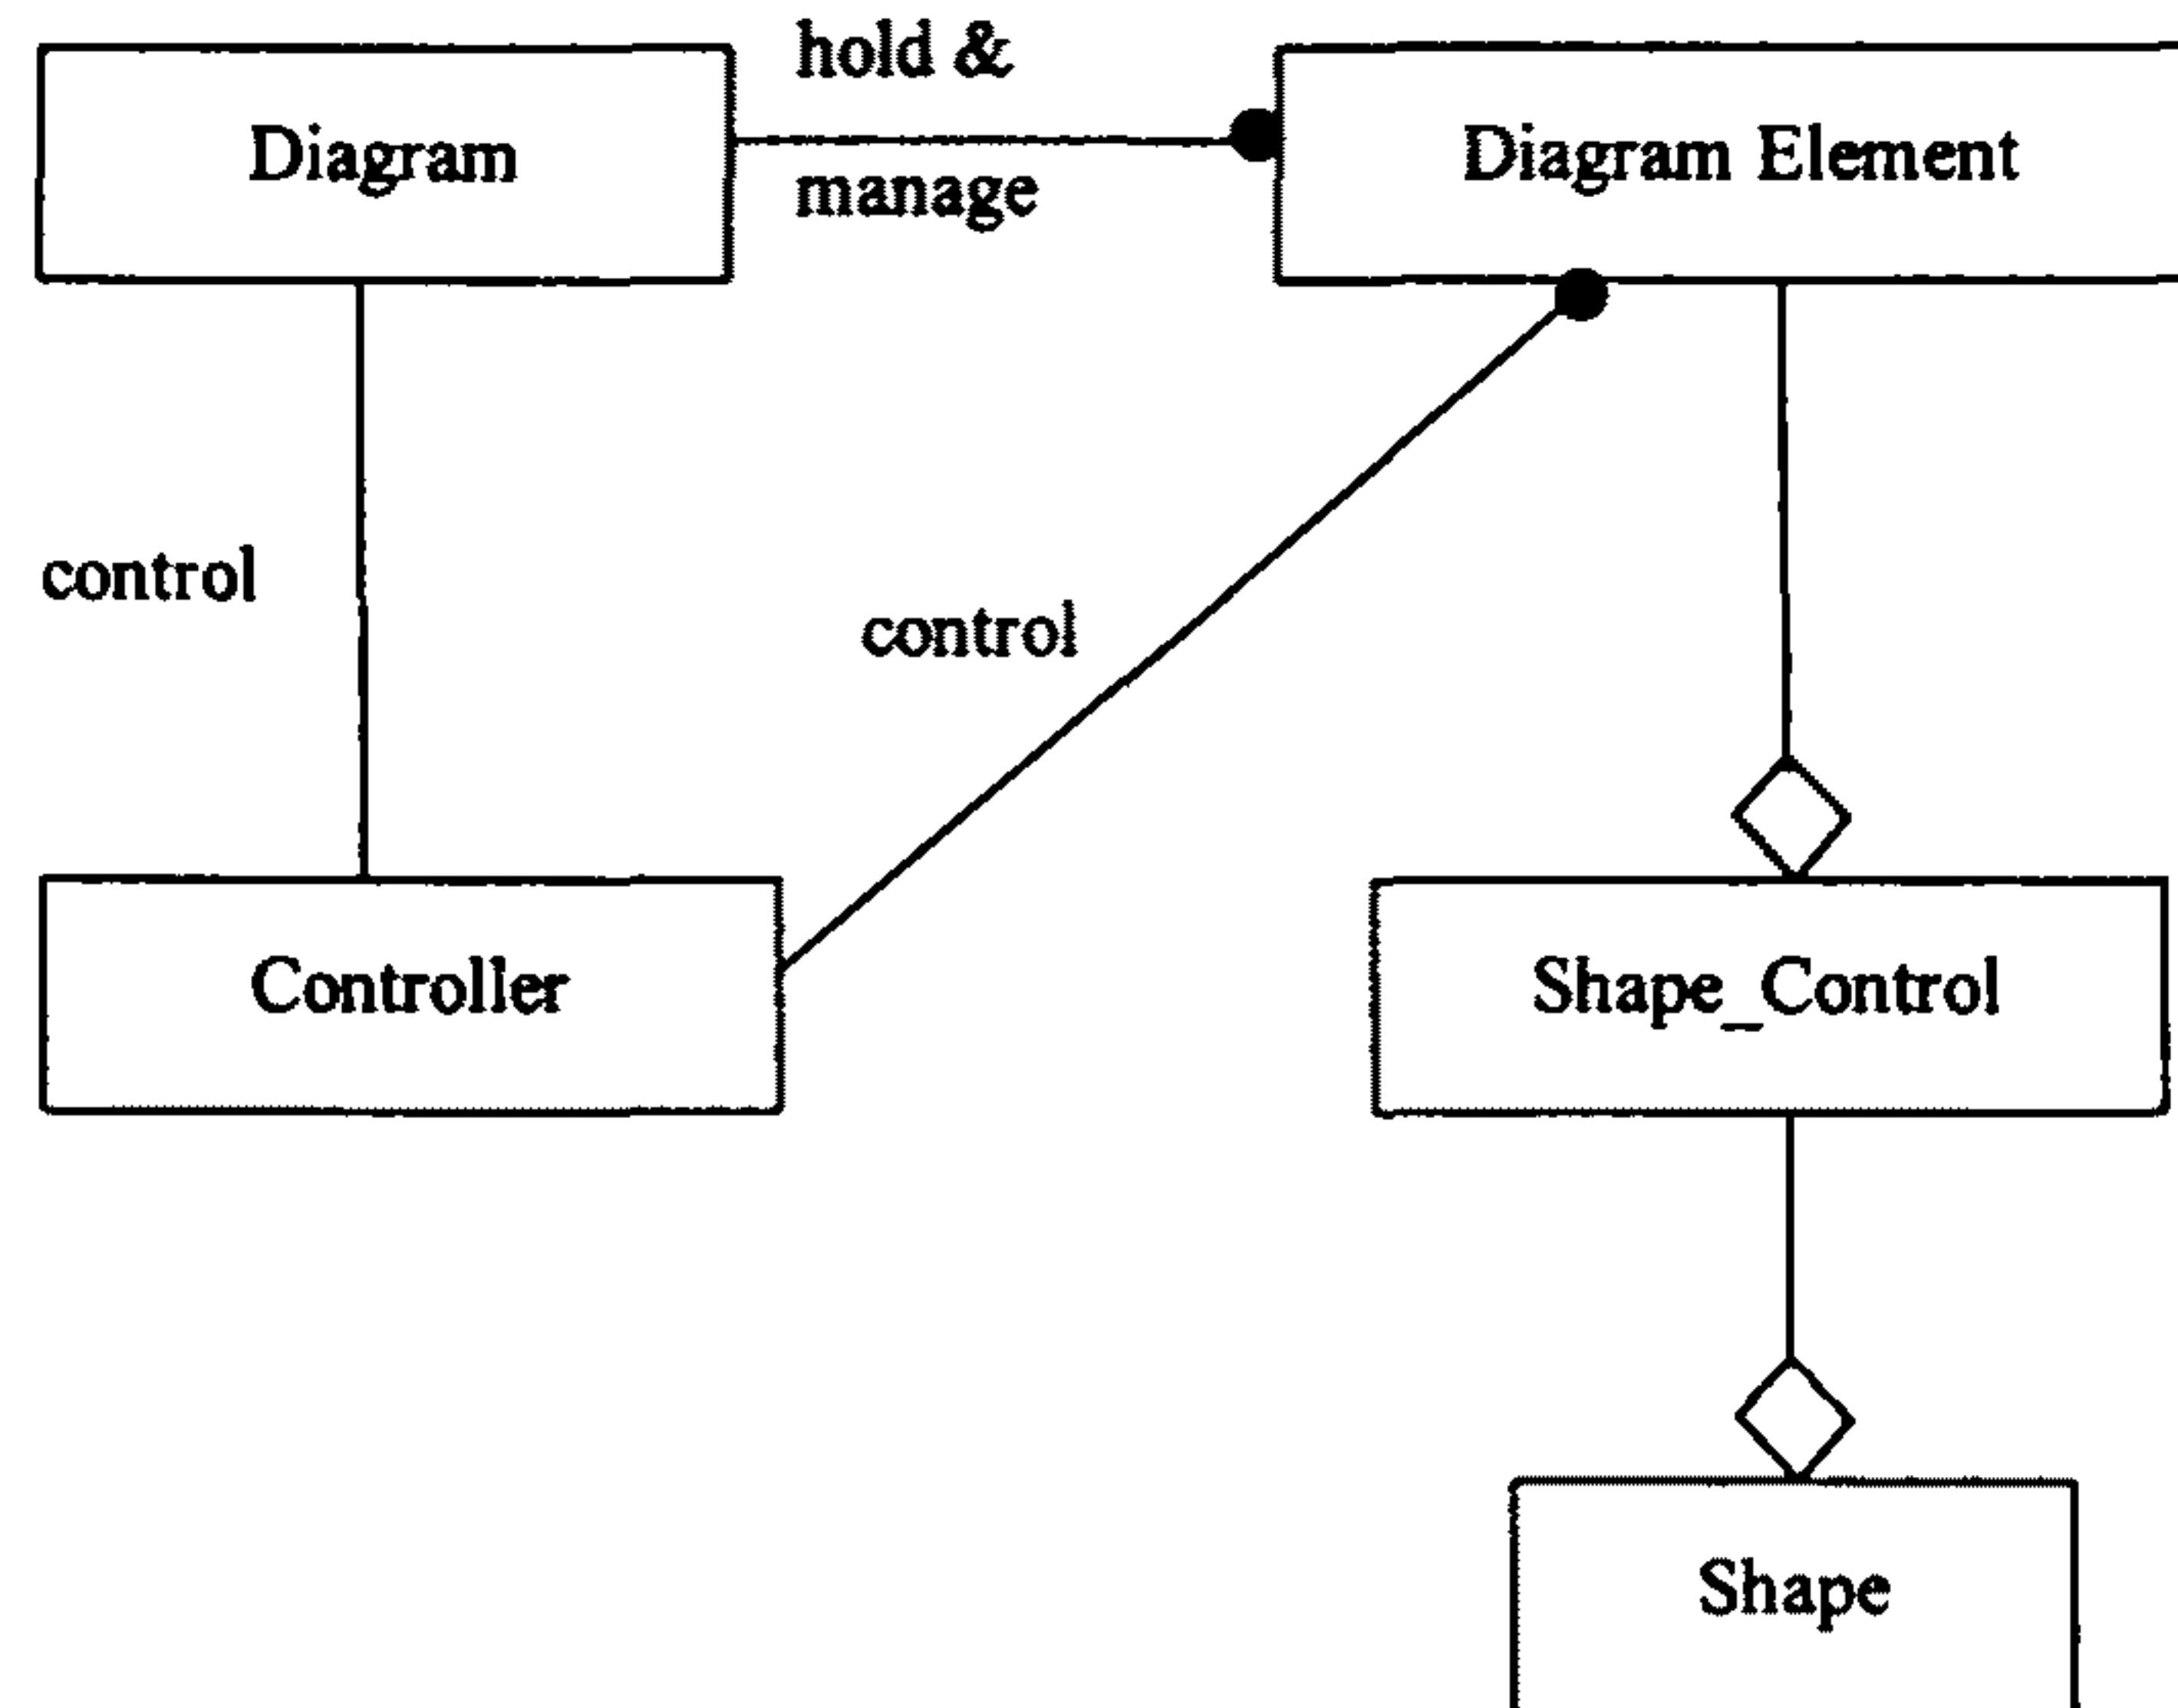 hold &
Diagram
Diagram Element
manage
control
control
Controller
Shape_Control
Shape